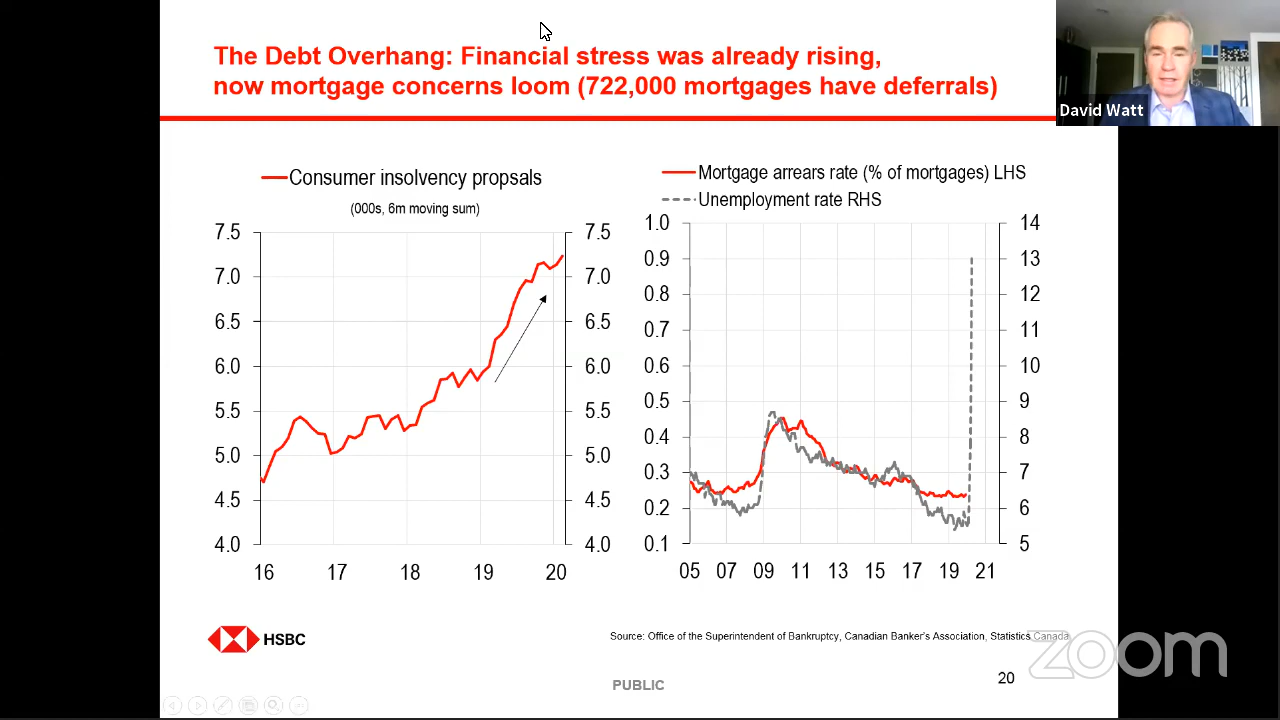 The Debt Overhang: Financial stress was already rising,
now mortgage concerns loom (722,000 mortgages have deferrals)
David Watt
Consumer insolvency propsals
(000s, 6m moving sum)
7.5 7.5
7.0 7.0
6.5 6.5
6.0 6.0
5.5 5.5
5.0 5.0
4.5 4.5
4.0 4.0
16 17 18 19 20
Mortgage arrears rate (% of mortgages) LHS
Unemployment rate RHS
1.0 14
0.9 13
0.8 12
0.7 11
0.6 10
0.5 9
0.4 8
0.3 7
0.2 6
0.1 5
05 07 09 11 13 15 17 19 21
HSBC
Source: Office of the Superintendent of Bankruptcy, Canadian Banker's Association, Statistics Canada
zoom
20
PUBLIC